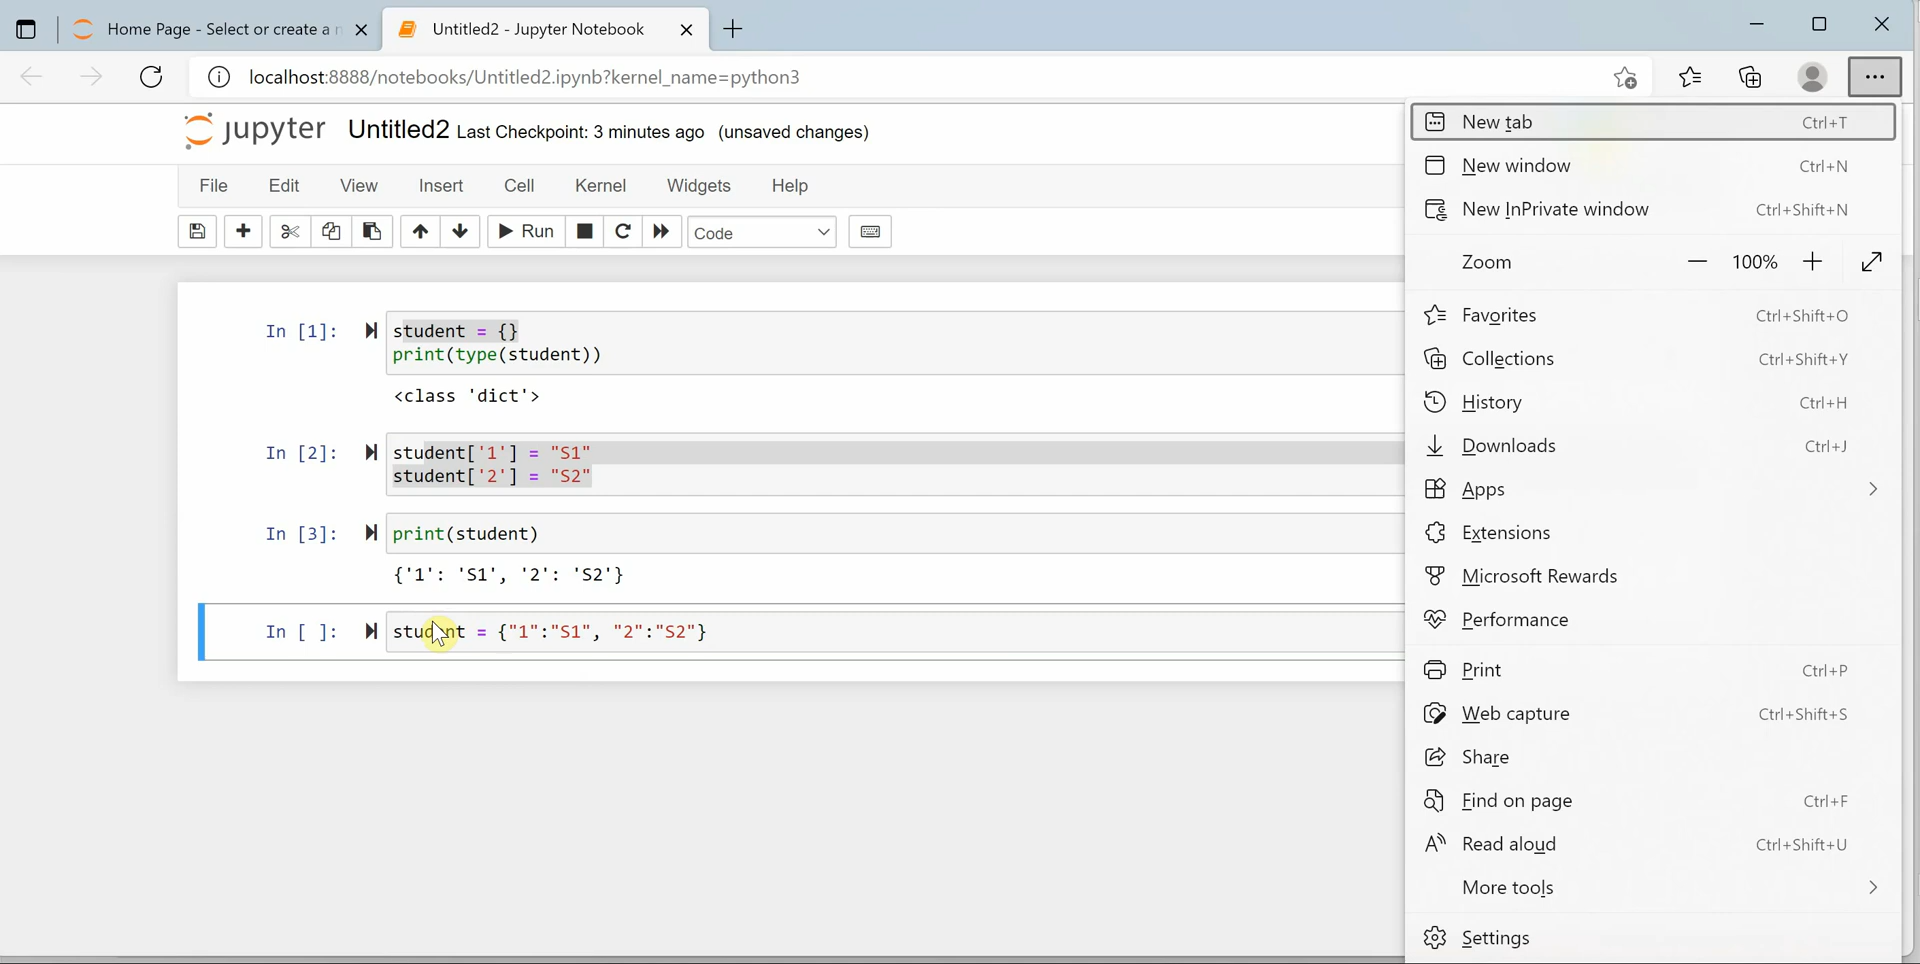 Home Page - Select or create a n
Untitled2 - Jupyter Notebook
localhost:8888/notebooks/Untitled2.ipynb?kernel_name=python3
jupyter Untitled2 Last Checkpoint: 3 minutes ago (unsaved changes)
File Edit View Insert Cell Kernel Widgets Help
Run Code
In [1]: student = {}
print(type(student))
<class 'dict'>
In [2]: student['1'] = "S1"
student['2'] = "S2"
In [3]: print(student)
{'1': 'S1', '2': 'S2'}
In [ ]: student = {"1":"S1", "2":"S2"}
New tab Ctrl+T
New window Ctrl+N
New InPrivate window Ctrl+Shift+N
Zoom 100%
Favorites Ctrl+Shift+O
Collections Ctrl+Shift+Y
History Ctrl+H
Downloads Ctrl+J
Apps
Extensions
Microsoft Rewards
Performance
Print Ctrl+P
Web capture Ctrl+Shift+S
Share
Find on page Ctrl+F
Read aloud Ctrl+Shift+U
More tools
Settings